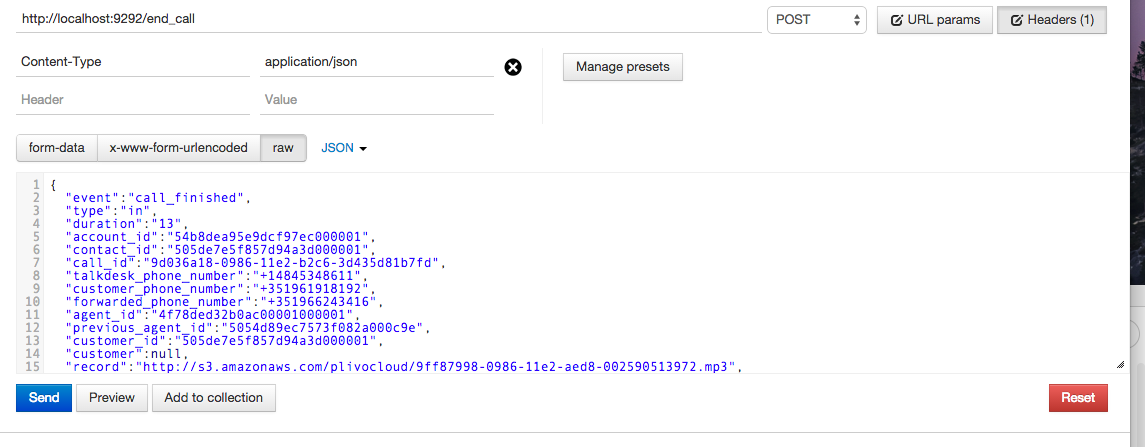 http://localhost:9292/end_call POST URL params Headers (1)
Content-Type application/json Manage presets
Header Value
form-data x-www-form-urlencoded raw JSON
1 {
2 "event":"call_finished",
3 "type":"in",
4 "duration":"13",
5 "account_id":"54b8dea95e9dcf97ec000001",
6 "contact_id":"505de7e5f857d94a3d000001",
7 "call_id":"9d036a18-0986-11e2-b2c6-3d435d81b7fd",
8 "talkdesk_phone_number":"+14845348611",
9 "customer_phone_number":"+351961918192",
10 "forwarded_phone_number":"+351966243416",
11 "agent_id":"4f78ded32b0ac00001000001",
12 "previous_agent_id":"5054d89ec7573f082a000c9e",
13 "customer_id":"505de7e5f857d94a3d000001",
14 "customer":null,
15 "record":"http://s3.amazonaws.com/plivocloud/9ff87998-0986-11e2-aed8-002590513972.mp3",
Send Preview Add to collection Reset